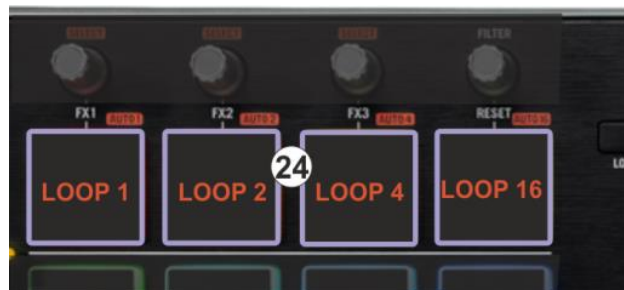 SELECT SELECT SELECT FILTER
FX1 AUTO 1 FX2 AUTO 2 FX3 AUTO 4 RESET AUTO 16
24
LOOP 1 LOOP 2 LOOP 4 LOOP 16
LO